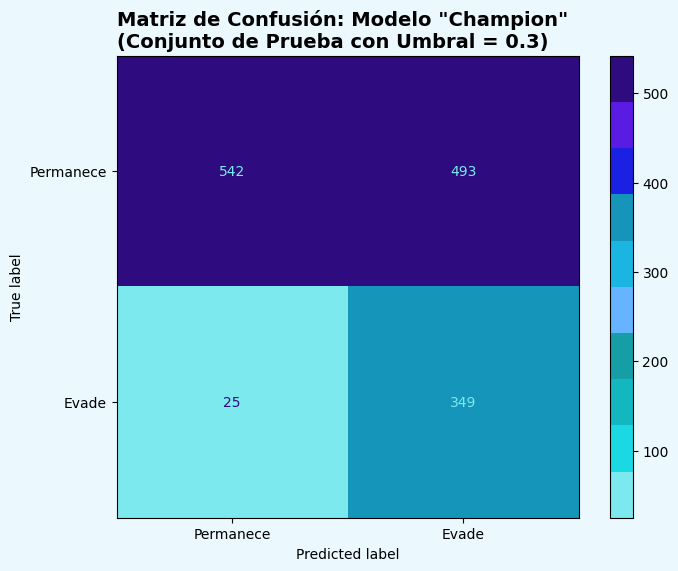 Matriz de Confusión: Modelo "Champion"
(Conjunto de Prueba con Umbral = 0.3)
500
Permanece
542
493
400
True label
300
200
Evade
25
349
100
Permanece
Evade
Predicted label